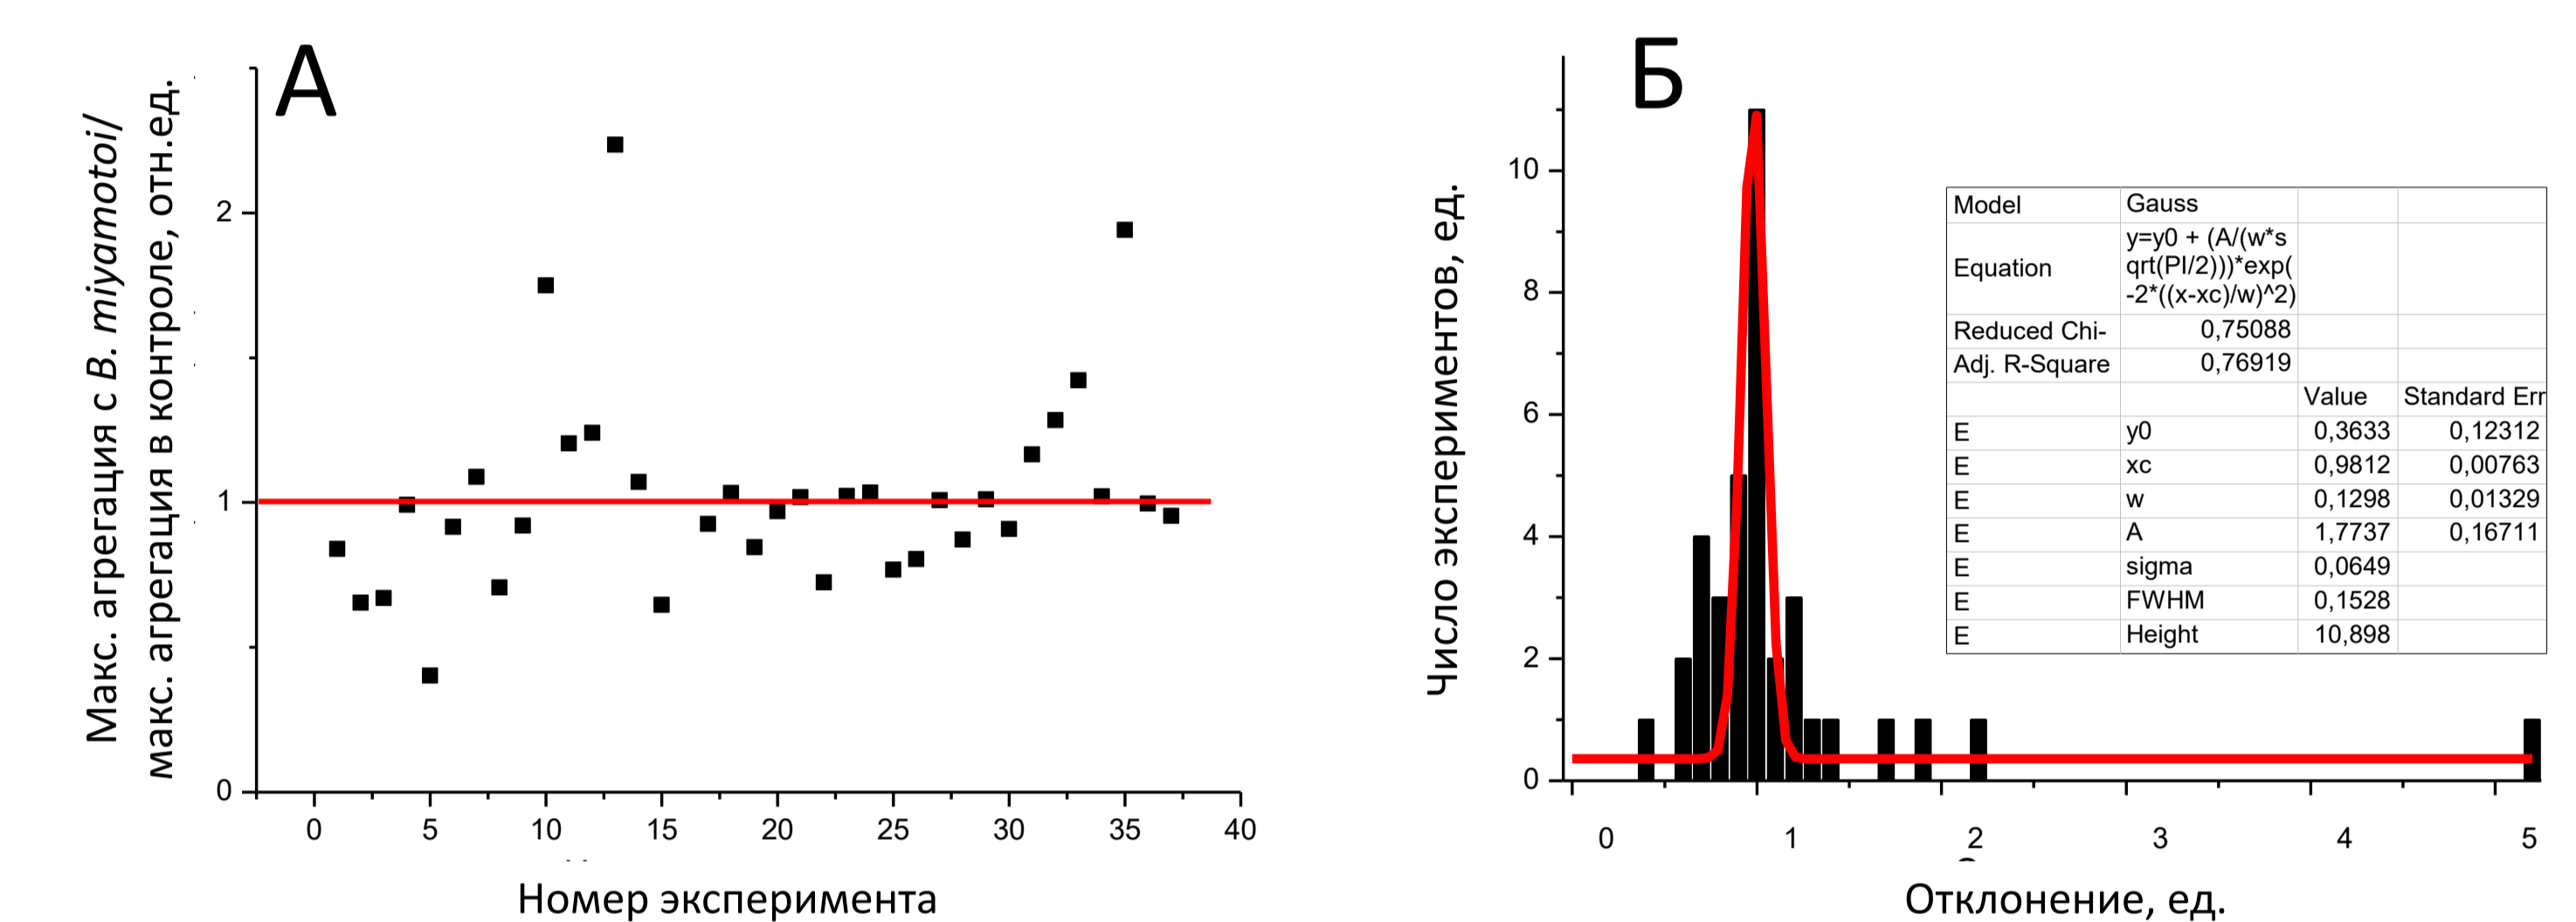 А
Макс. агрегация с B. miyamotoi/
макс. агрегация в контроле, отн.ед.
2
1
0
0 5 10 15 20 25 30 35 40
Номер эксперимента
Б
Число экспериментов, ед.
10
8
6
4
2
0
0 1 2 3 4 5
Отклонение, ед.
Model Gauss
Equation y=y0 + (A/(w*s
qrt(PI/2)))*exp(
-2*((x-xc)/w)^2)
Reduced Chi- 0,75088
Adj. R-Square 0,76919
Value Standard Err
E y0 0,3633 0,12312
E xc 0,9812 0,00763
E w 0,1298 0,01329
E A 1,7737 0,16711
E sigma 0,0649
E FWHM 0,1528
E Height 10,898